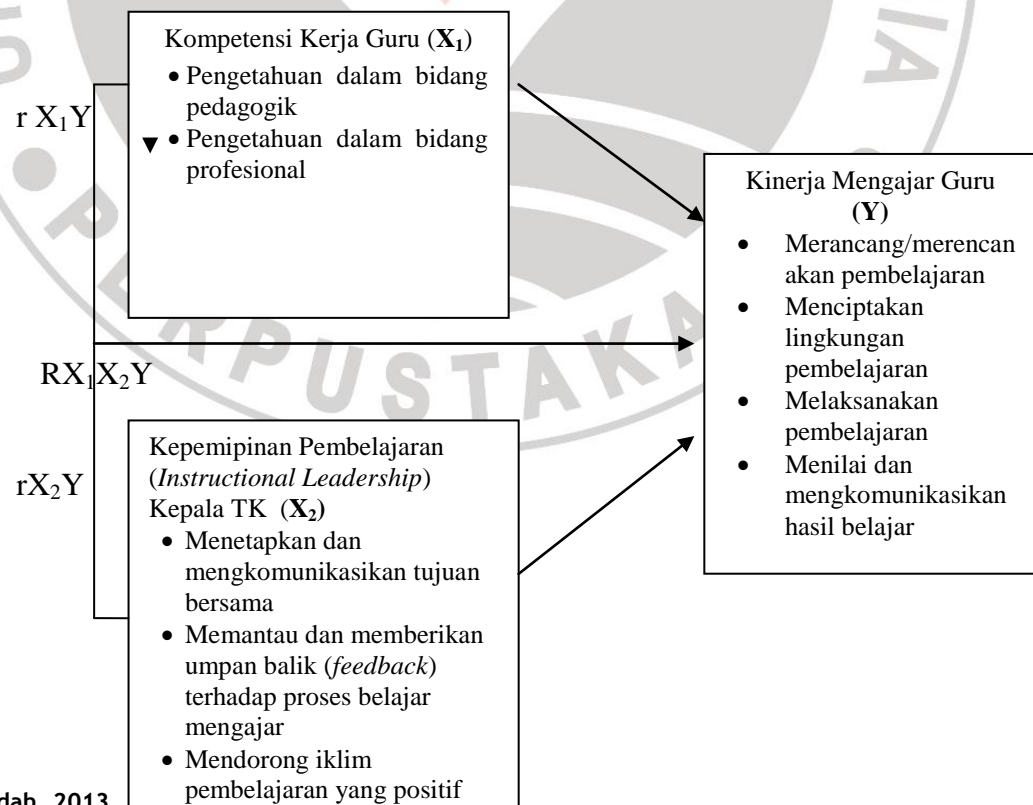 Kompetensi Kerja Guru (X₁)
• Pengetahuan dalam bidang
pedagogik
• Pengetahuan dalam bidang
profesional
r X₁Y
RX₁X₂Y
rX₂Y
Kepemipinan Pembelajaran
(Instructional Leadership)
Kepala TK (X₂)
• Menetapkan dan
mengkomunikasikan tujuan
bersama
• Memantau dan memberikan
umpan balik (feedback)
terhadap proses belajar
mengajar
• Mendorong iklim
pembelajaran yang positif
Kinerja Mengajar Guru
(Y)
• Merancang/merencan
akan pembelajaran
• Menciptakan
lingkungan
pembelajaran
• Melaksanakan
pembelajaran
• Menilai dan
mengkomunikasikan
hasil belajar
2013